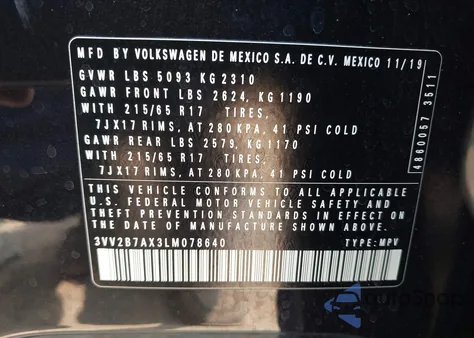 MFD BY VOLKSWAGEN DE MEXICO S.A. DE C.V. MEXICO 11/19
GVWR LBS 5093 KG 2310
GAWR FRONT LBS 2624, KG 1190
WITH 215/65 R17 TIRES,
7JX17 RIMS, AT 280 KPA, 41 PSI COLD
GAWR REAR LBS 2579, KG 1170
WITH 215/65 R17 TIRES,
7JX17 RIMS, AT 280 KPA, 41 PSI COLD
THIS VEHICLE CONFORMS TO ALL APPLICABLE
U.S. FEDERAL MOTOR VEHICLE SAFETY AND
THEFT PREVENTION STANDARDS IN EFFECT ON
THE DATE OF MANUFACTURE SHOWN ABOVE.
3VV2B7AX3LM078640 TYPE: MPV
4860057 3511
AutoSnap